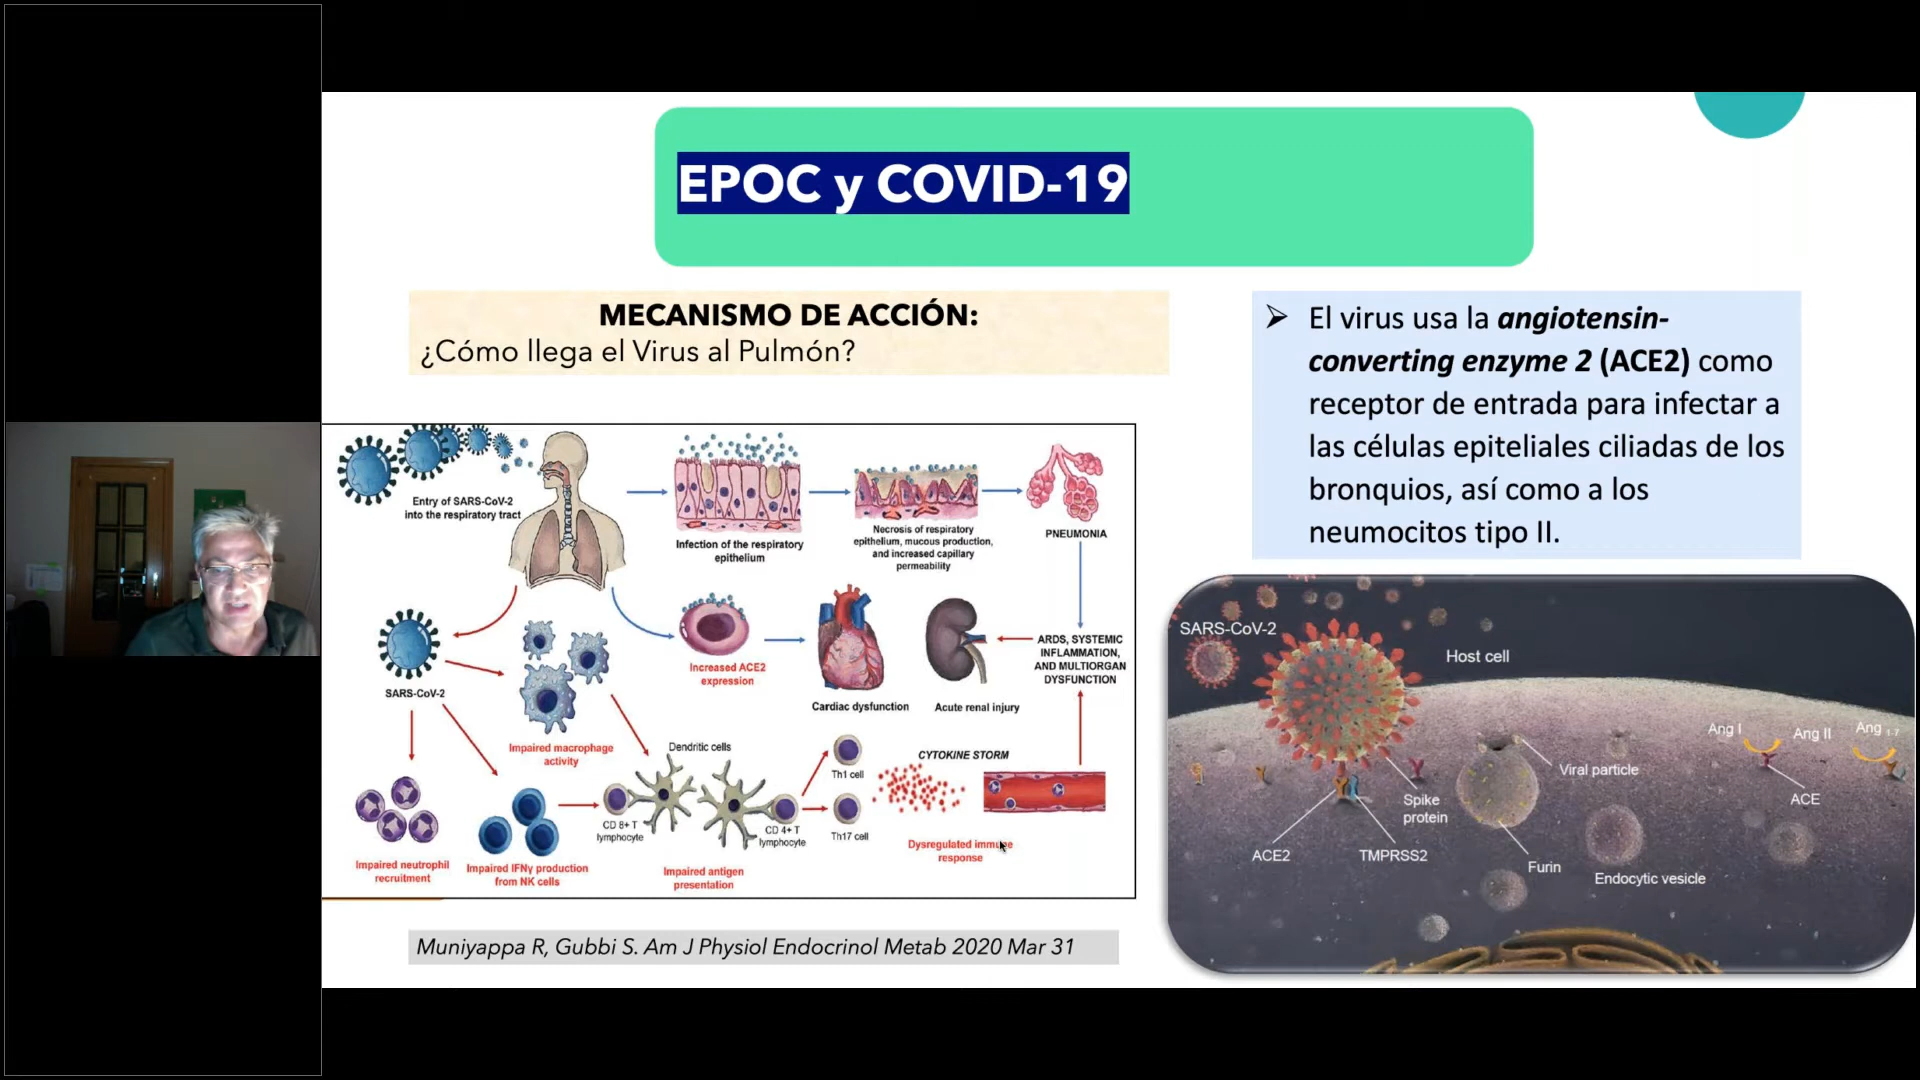 EPOC y COVID-19
MECANISMO DE ACCIÓN:
¿Cómo llega el Virus al Pulmón?
➢ El virus usa la angiotensin-
converting enzyme 2 (ACE2) como
receptor de entrada para infectar a
las células epiteliales ciliadas de los
bronquios, así como a los
neumocitos tipo II.
Entry of SARS-CoV-2
into the respiratory tract
Infection of the respiratory
epithelium
Necrosis of respiratory
epithelium, mucous production,
and increased capillary
permeability
PNEUMONIA
SARS-CoV-2
Increased ACE2
expression
Cardiac dysfunction
Acute renal injury
ARDS, SYSTEMIC
INFLAMMATION,
AND MULTIORGAN
DYSFUNCTION
Impaired macrophage
activity
Dendritic cells
CYTOKINE STORM
Th1 cell
CD 8+ T
lymphocyte
CD 4+ T
lymphocyte
Th17 cell
Impaired neutrophil
recruitment
Impaired IFNγ production
from NK cells
Impaired antigen
presentation
Dysregulated immune
response
Muniyappa R, Gubbi S. Am J Physiol Endocrinol Metab 2020 Mar 31
SARS-CoV-2
Host cell
Ang I
Ang II
Ang 1-7
Viral particle
Spike
protein
ACE
ACE2
TMPRSS2
Furin
Endocytic vesicle